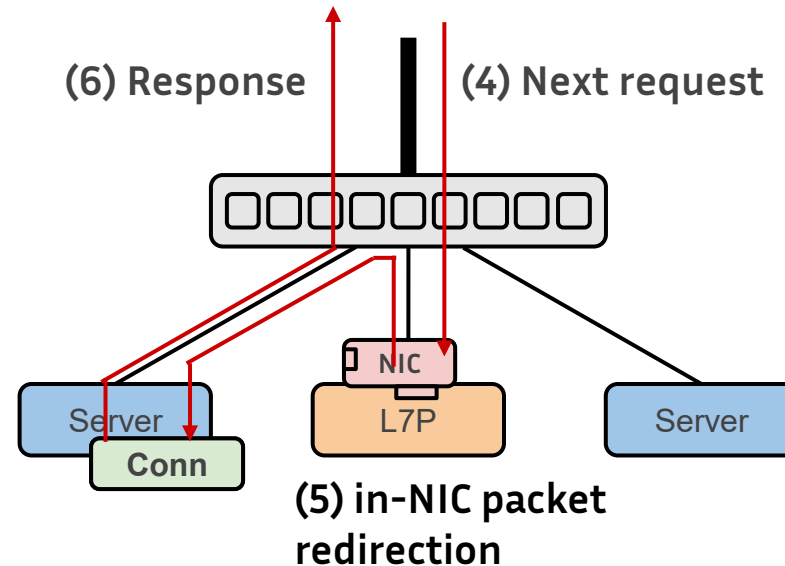 (6) Response
(4) Next request
NIC
Server
L7P
Server
Conn
(5) in-NIC packet
redirection